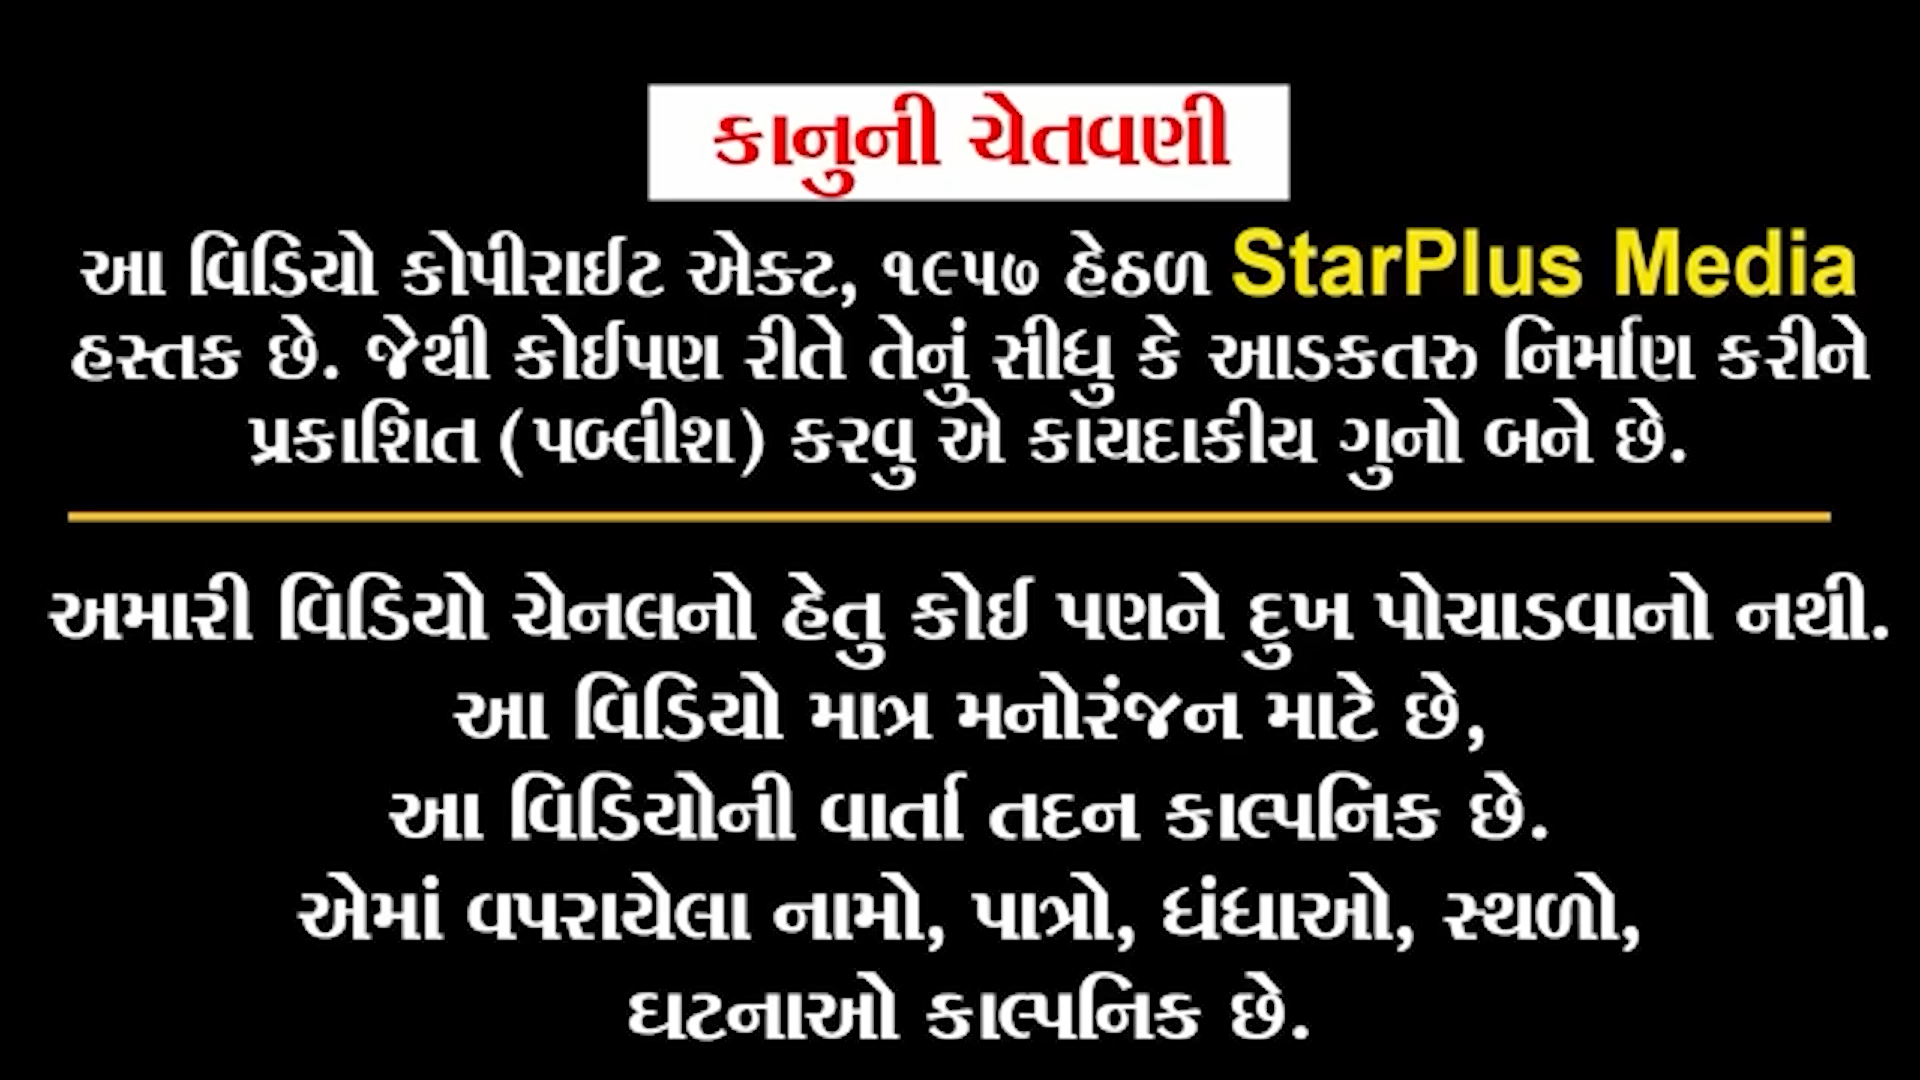 કાનુની ચેતવણી
આ વિડિયો કોપીરાઈટ એકટ, ૧૯૫૭ હેઠળ StarPlus Media
હસ્તક છે. જેથી કોઈપણ રીતે તેનું સીધુ કે આડકતરુ નિર્માણ કરીને
પ્રકાશિત (પબ્લીશ) કરવુ એ કાયદાકીય ગુનો બને છે.
અમારી વિડિયો ચેનલનો હેતુ કોઈ પણને દુખ પોચાડવાનો નથી.
આ વિડિયો માત્ર મનોરંજન માટે છે,
આ વિડિયોની વાર્તા તદન કાલ્પનિક છે.
એમાં વપરાયેલા નામો, પાત્રો, ધંધાઓ, સ્થળો,
ઘટનાઓ કાલ્પનિક છે.